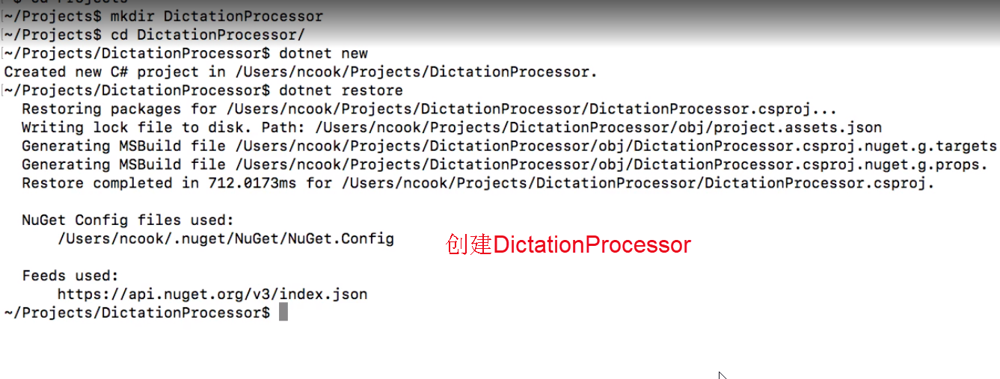 $ cd Projects
[~/Projects$ mkdir DictationProcessor
[~/Projects$ cd DictationProcessor/
[~/Projects/DictationProcessor$ dotnet new
Created new C# project in /Users/ncook/Projects/DictationProcessor.
[~/Projects/DictationProcessor$ dotnet restore
Restoring packages for /Users/ncook/Projects/DictationProcessor/DictationProcessor.csproj...
Writing lock file to disk. Path: /Users/ncook/Projects/DictationProcessor/obj/project.assets.json
Generating MSBuild file /Users/ncook/Projects/DictationProcessor/obj/DictationProcessor.csproj.nuget.g.targets
Generating MSBuild file /Users/ncook/Projects/DictationProcessor/obj/DictationProcessor.csproj.nuget.g.props.
Restore completed in 712.0173ms for /Users/ncook/Projects/DictationProcessor/DictationProcessor.csproj.
NuGet Config files used:
/Users/ncook/.nuget/NuGet/NuGet.Config
创建DictationProcessor
Feeds used:
https://api.nuget.org/v3/index.json
~/Projects/DictationProcessor$